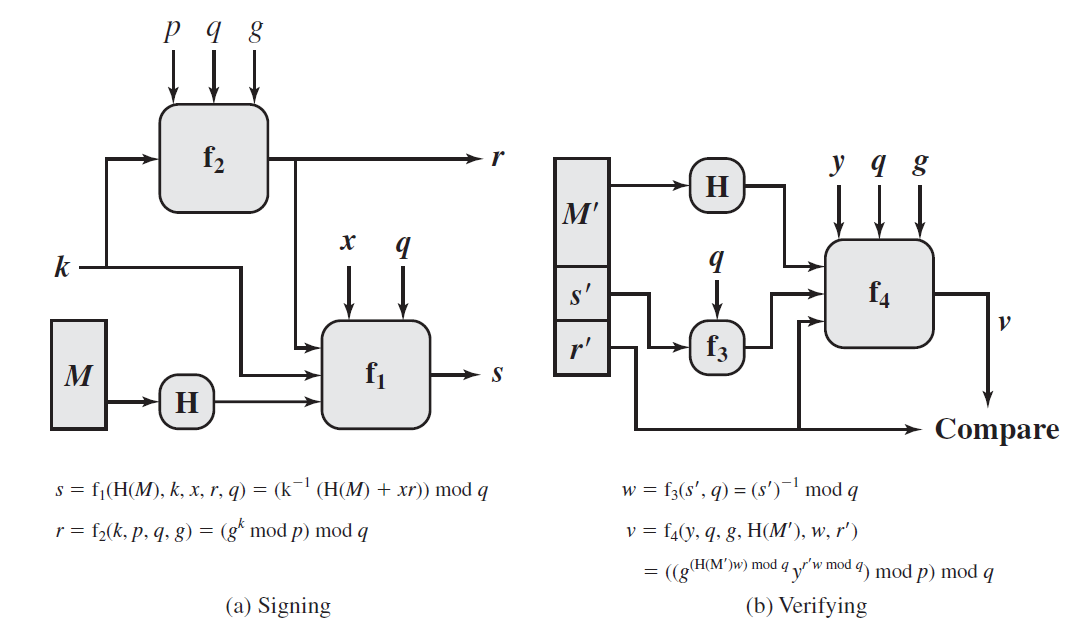 p q g
f₂
r
k
x q
M
H
f₁
s
s = f₁(H(M), k, x, r, q) = (k⁻¹ (H(M) + xr)) mod q
r = f₂(k, p, q, g) = (gᵏ mod p) mod q
(a) Signing
M'
s'
r'
H
q
f₃
y q g
f₄
v
Compare
w = f₃(s', q) = (s')⁻¹ mod q
v = f₄(y, q, g, H(M'), w, r')
= ((g^(H(M')w) mod q y^r'w mod q) mod p) mod q
(b) Verifying